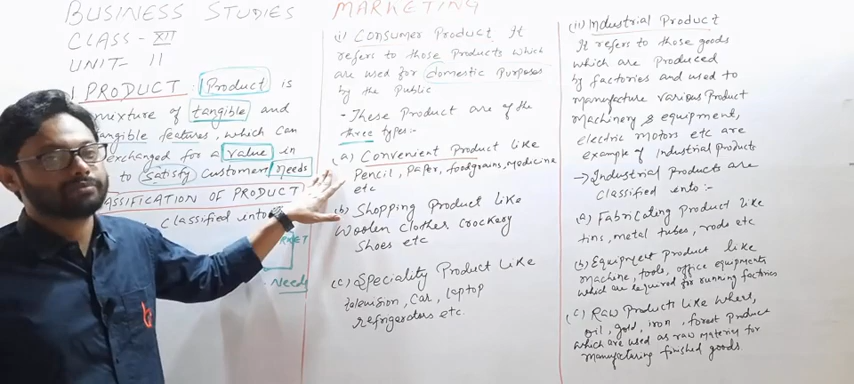 BUSINESS STUDIES
CLASS - XII
UNIT- 11
PRODUCT: Product is
mixture of tangible and
tangible features, which can
exchanged for a value in
to satisfy customer needs
ASSIFICATION OF PRODUCT
classified into
RKET
Needs
MARKETING
(i) Consumer Product It
refers to those Products which
are used for domestic Purposes
by the Public
- These Product are of the
three types:-
(a) Convenient Product like
Pencil, Paper, foodgrains, medicine
etc
(b) Shopping Product Like
Woolen clothes crockery
Shoes etc
(c) Speciality Product Like
television, Car, laptop
refrigerators etc.
(ii) Industrial Product
It refers to those goods
which are produced
by factories and used to
manufacture various Product
Machinery & equipment,
electric motors etc are
example of Industrial products
→ Industrial Products are
classified into:-
(a) Fabricating Product like
tins, metal tubes, rods etc
(b) Equipment Product like
machine, tools, office equipments
which are required for running factories
(c) Raw Products Like
oil, gold, iron, forest produce
which are used as raw material for
manufacturing finished goods.